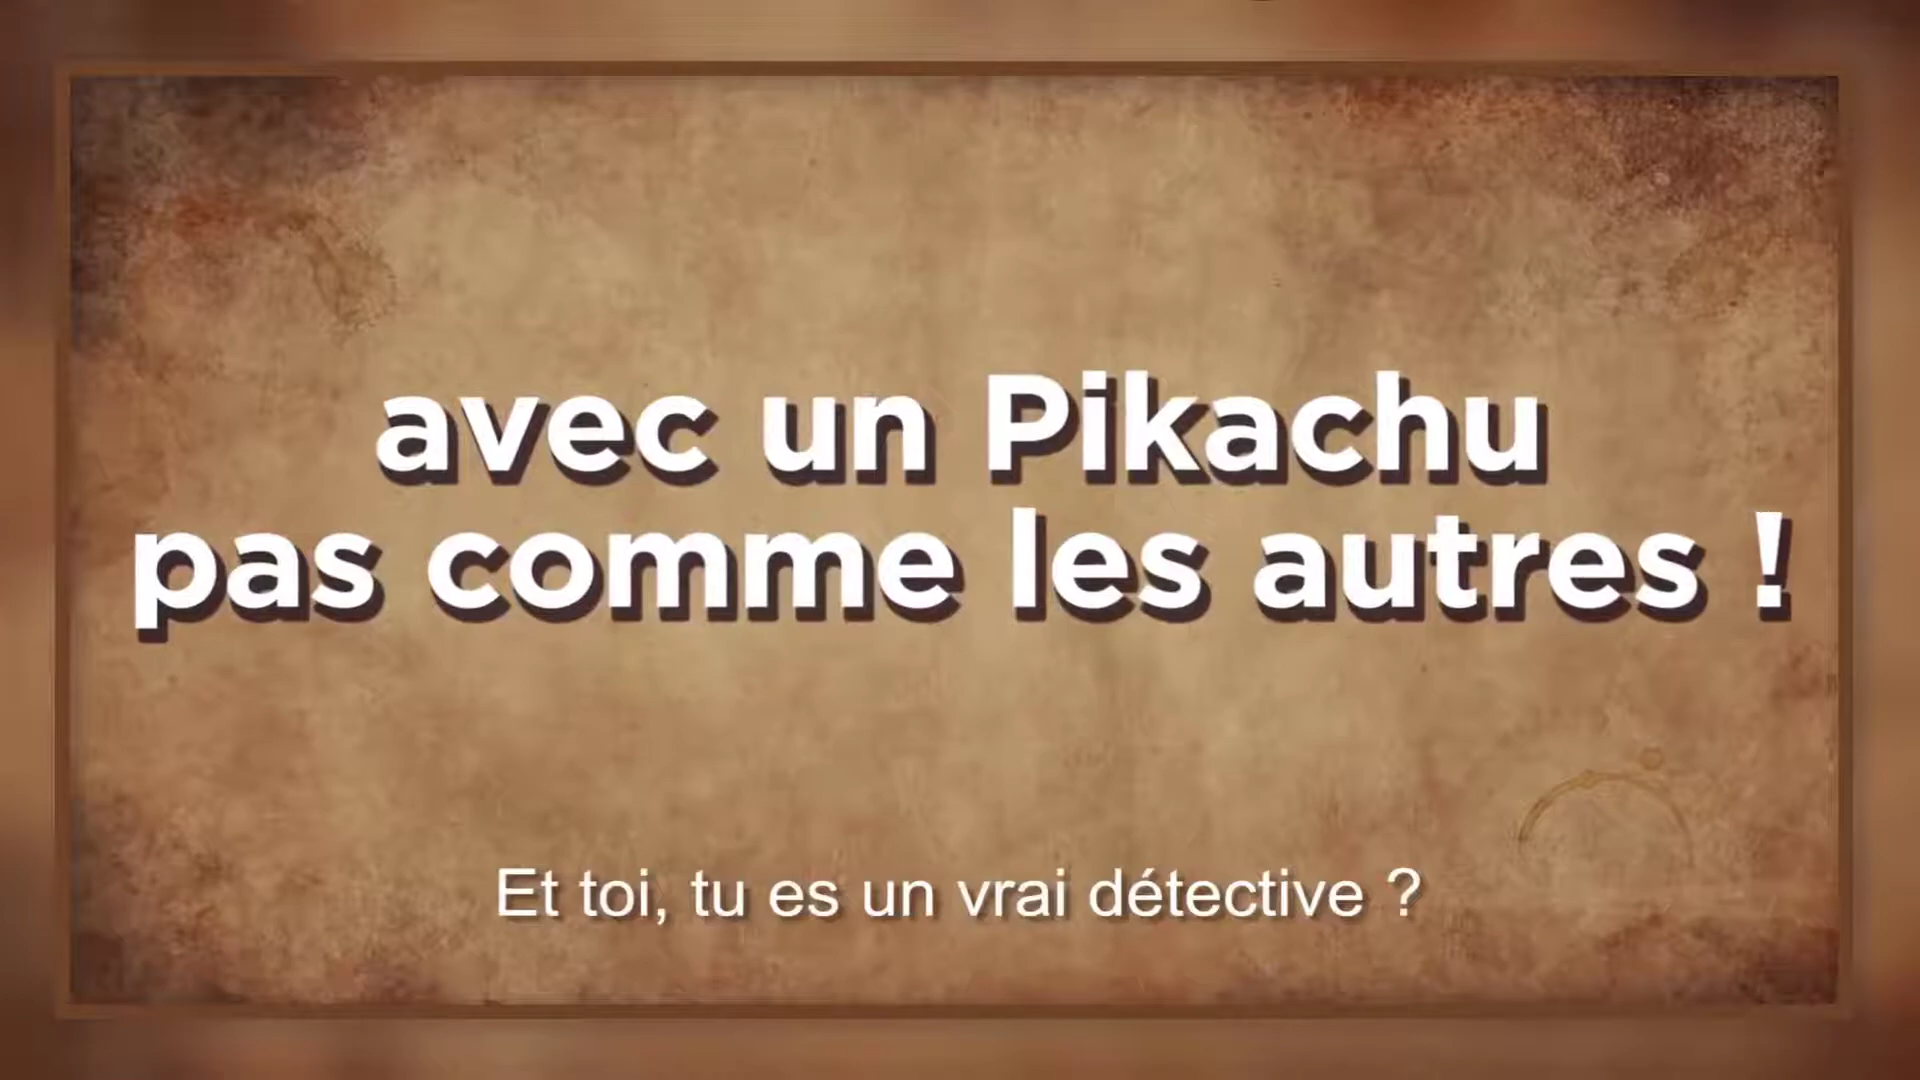 avec un Pikachu
pas comme les autres !
Et toi, tu es un vrai détective ?